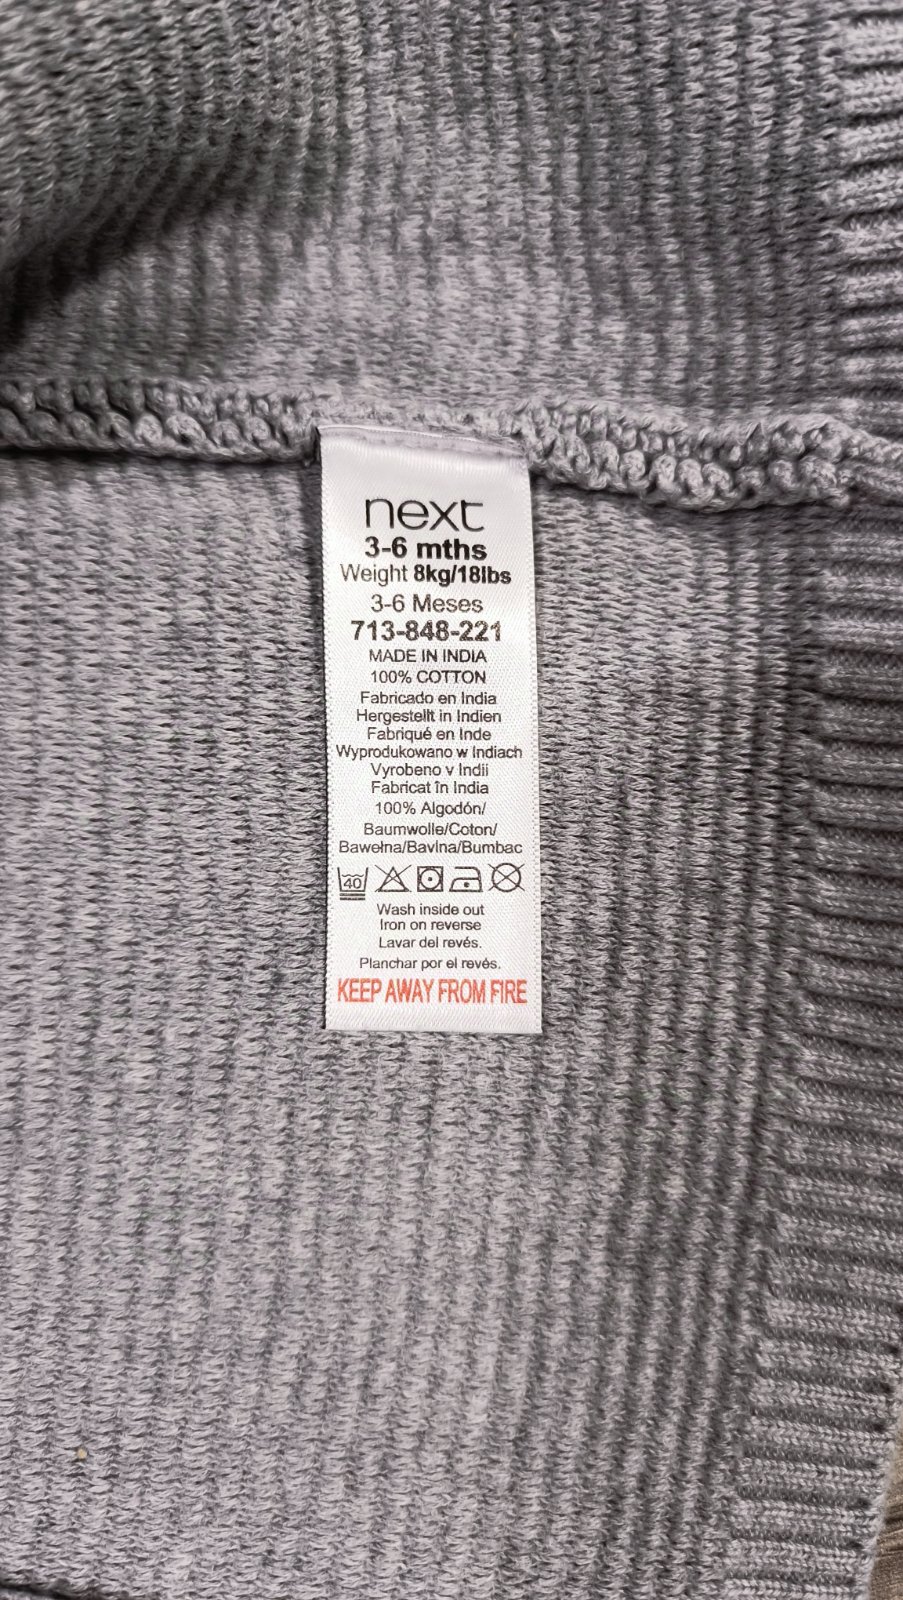 next
3-6 mths
Weight 8kg/18lbs
3-6 Meses
713-848-221
MADE IN INDIA
100% COTTON
Fabricado en India
Hergestellt in Indien
Fabriqué en Inde
Wyprodukowano w Indiach
Vyrobeno v Indii
Fabricat în India
100% Algodón/
Baumwolle/Coton/
Bawełna/Bavlna/Bumbac
40
Wash inside out
Iron on reverse
Lavar del revés.
Planchar por el revés.
KEEP AWAY FROM FIRE